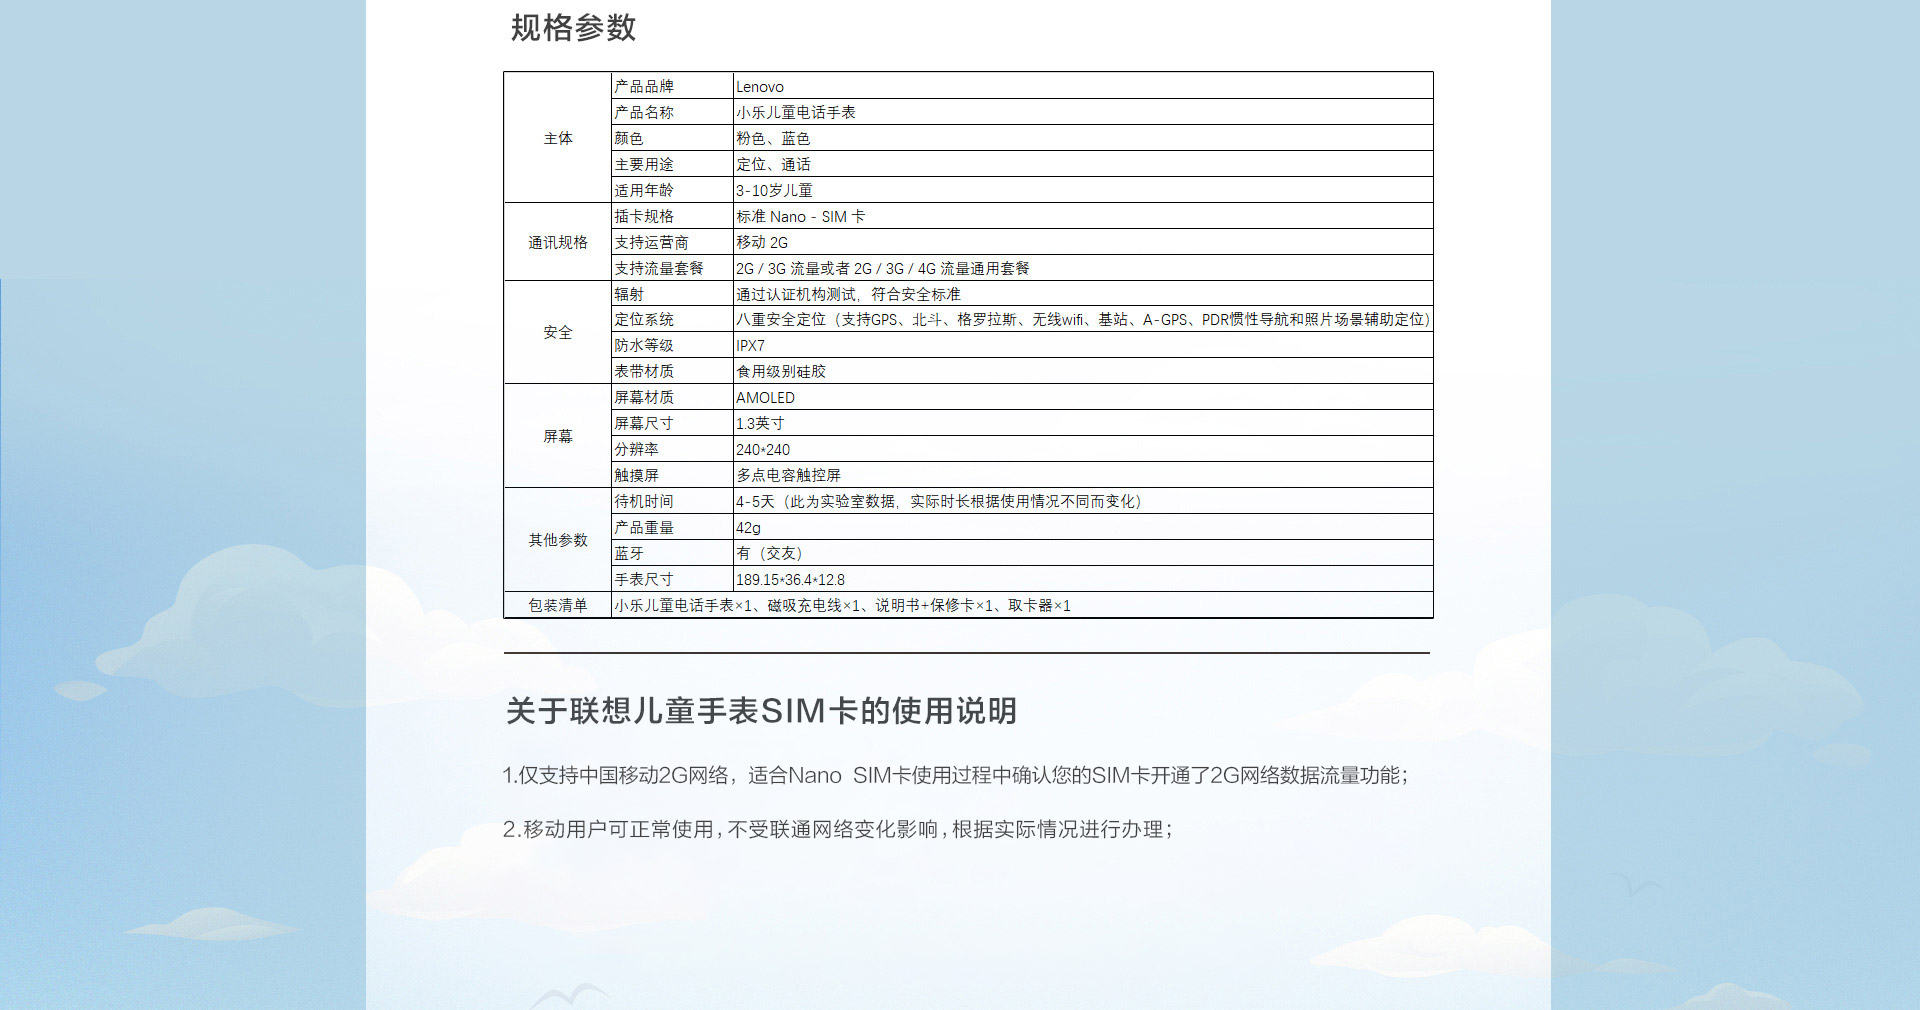 规格参数
主体
产品品牌 Lenovo
产品名称 小乐儿童电话手表
颜色 粉色、蓝色
主要用途 定位、通话
适用年龄 3-10岁儿童
通讯规格
插卡规格 标准 Nano - SIM 卡
支持运营商 移动 2G
支持流量套餐 2G / 3G 流量或者 2G / 3G / 4G 流量通用套餐
安全
辐射 通过认证机构测试，符合安全标准
定位系统 八重安全定位（支持GPS、北斗、格罗拉斯、无线wifi、基站、A-GPS、PDR惯性导航和照片场景辅助定位）
防水等级 IPX7
表带材质 食用级别硅胶
屏幕
屏幕材质 AMOLED
屏幕尺寸 1.3英寸
分辨率 240*240
触摸屏 多点电容触控屏
其他参数
待机时间 4-5天（此为实验室数据，实际时长根据使用情况不同而变化）
产品重量 42g
蓝牙 有（交友）
手表尺寸 189.15*36.4*12.8
包装清单 小乐儿童电话手表×1、磁吸充电线×1、说明书+保修卡×1、取卡器×1
关于联想儿童手表SIM卡的使用说明
1.仅支持中国移动2G网络，适合Nano SIM卡使用过程中确认您的SIM卡开通了2G网络数据流量功能；
2.移动用户可正常使用，不受联通网络变化影响，根据实际情况进行办理；